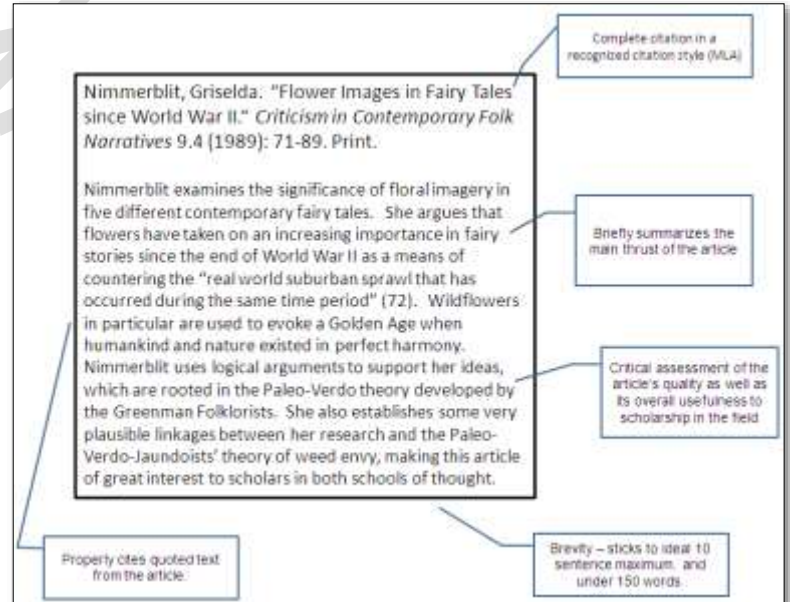 Complete citation in a
recognized citation style (MLA)
Nimmerblit, Griselda. "Flower Images in Fairy Tales
since World War II." Criticism in Contemporary Folk
Narratives 9.4 (1989): 71-89. Print.
Nimmerblit examines the significance of floral imagery in
five different contemporary fairy tales. She argues that
flowers have taken on an increasing importance in fairy
stories since the end of World War II as a means of
countering the "real world suburban sprawl that has
occurred during the same time period" (72). Wildflowers
in particular are used to evoke a Golden Age when
humankind and nature existed in perfect harmony.
Nimmerblit uses logical arguments to support her ideas,
which are rooted in the Paleo-Verdo theory developed by
the Greenman Folklorists. She also establishes some very
plausible linkages between her research and the Paleo-
Verdo-Jaundoists' theory of weed envy, making this article
of great interest to scholars in both schools of thought.
Briefly summarizes the
main thrust of the article
Critical assessment of the
article's quality as well as
its overall usefulness to
scholarship in the field
Properly cites quoted text
from the article.
Brevity – sticks to ideal 10
sentence maximum, and
under 150 words